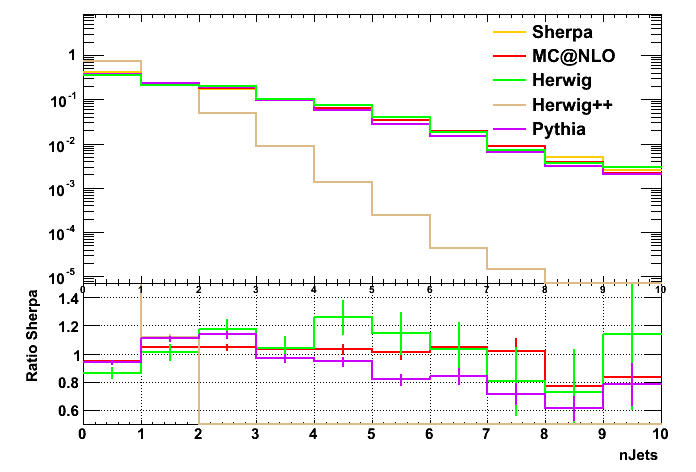 1
10^-1
10^-2
10^-3
10^-4
10^-5
Sherpa
MC@NLO
Herwig
Herwig++
Pythia
0 1 2 3 4 5 6 7 8 9 10
Ratio Sherpa
1.4
1.2
1
0.8
0.6
0 1 2 3 4 5 6 7 8 9 10
nJets